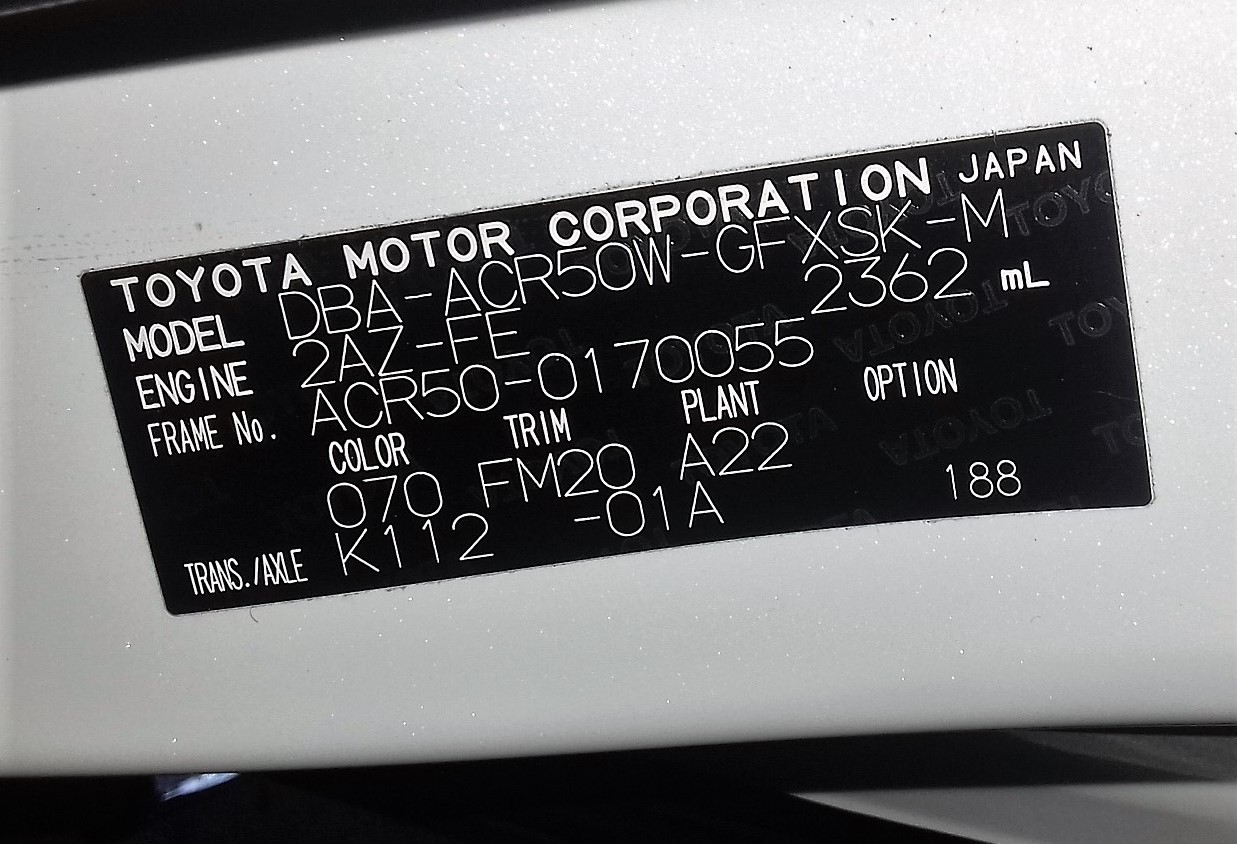 TOYOTA MOTOR CORPORATION JAPAN
MODEL DBA-ACR50W-GFXSK-M
ENGINE 2AZ-FE 2362 mL
FRAME No. ACR50-0170055
COLOR TRIM PLANT OPTION
070 FM20 A22
TRANS./AXLE K112 -01A 188